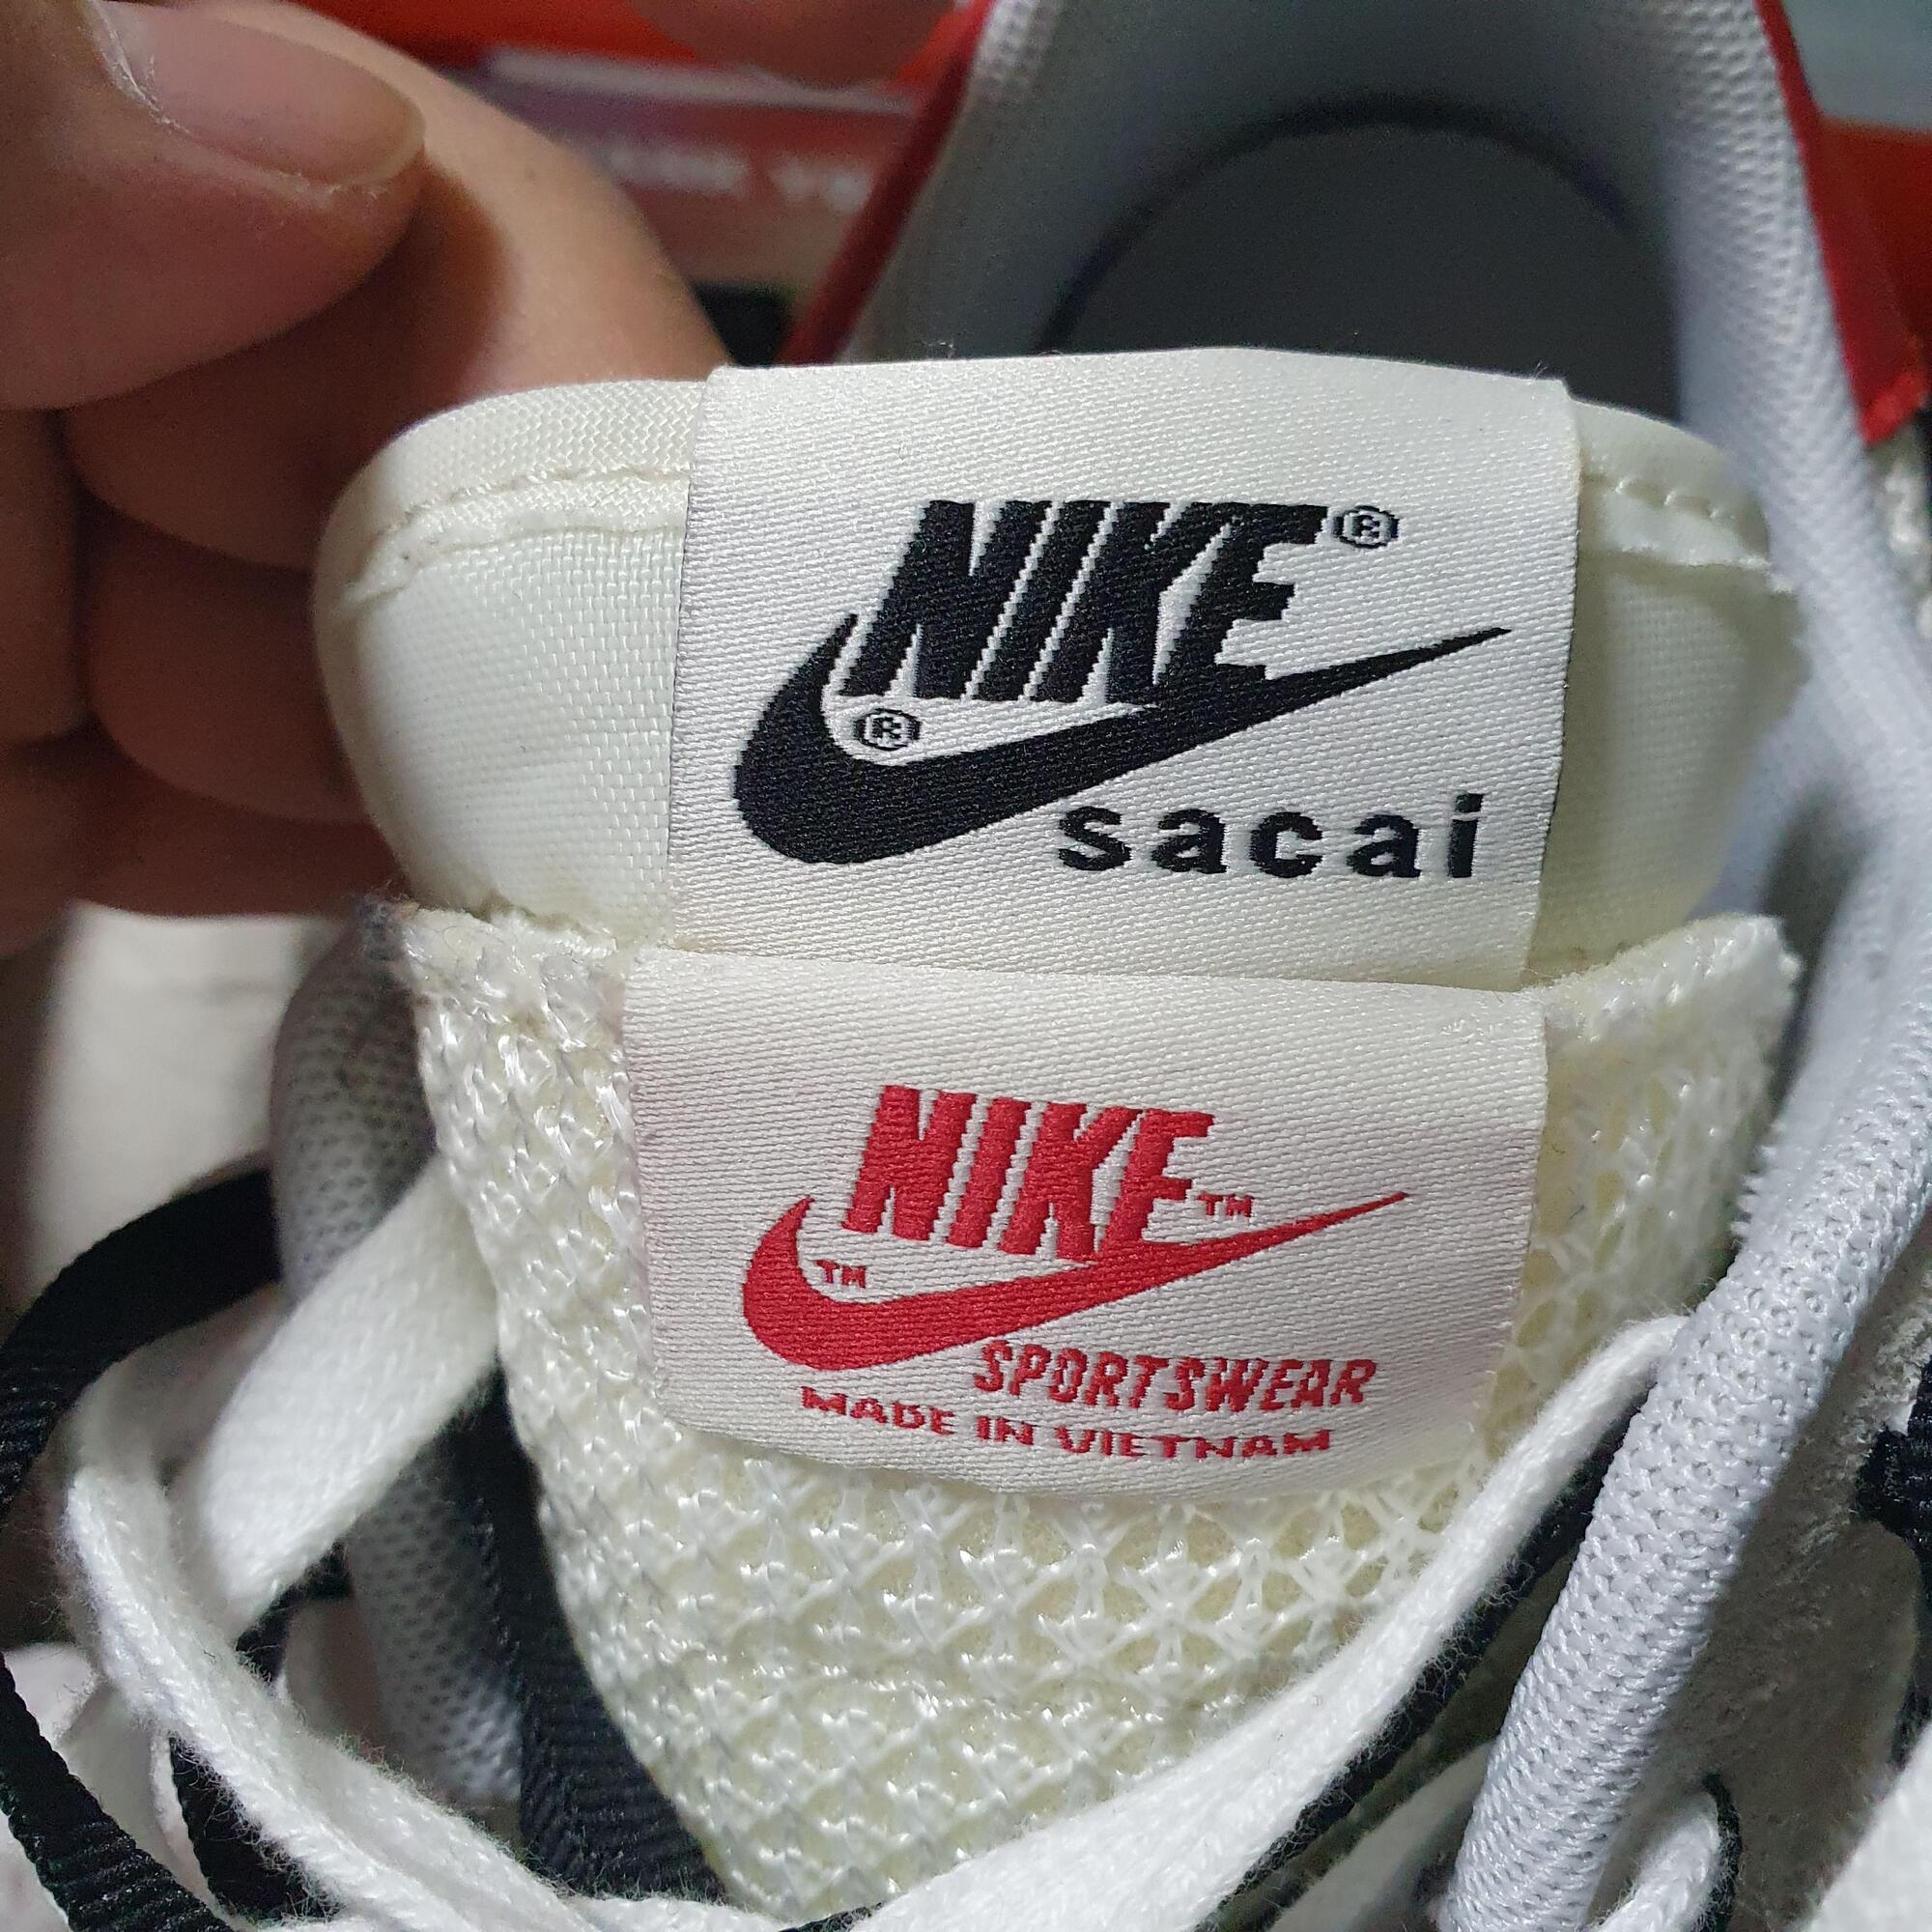 NIKE®
®
sacai
NIKE™
™
SPORTSWEAR
MADE IN VIETNAM